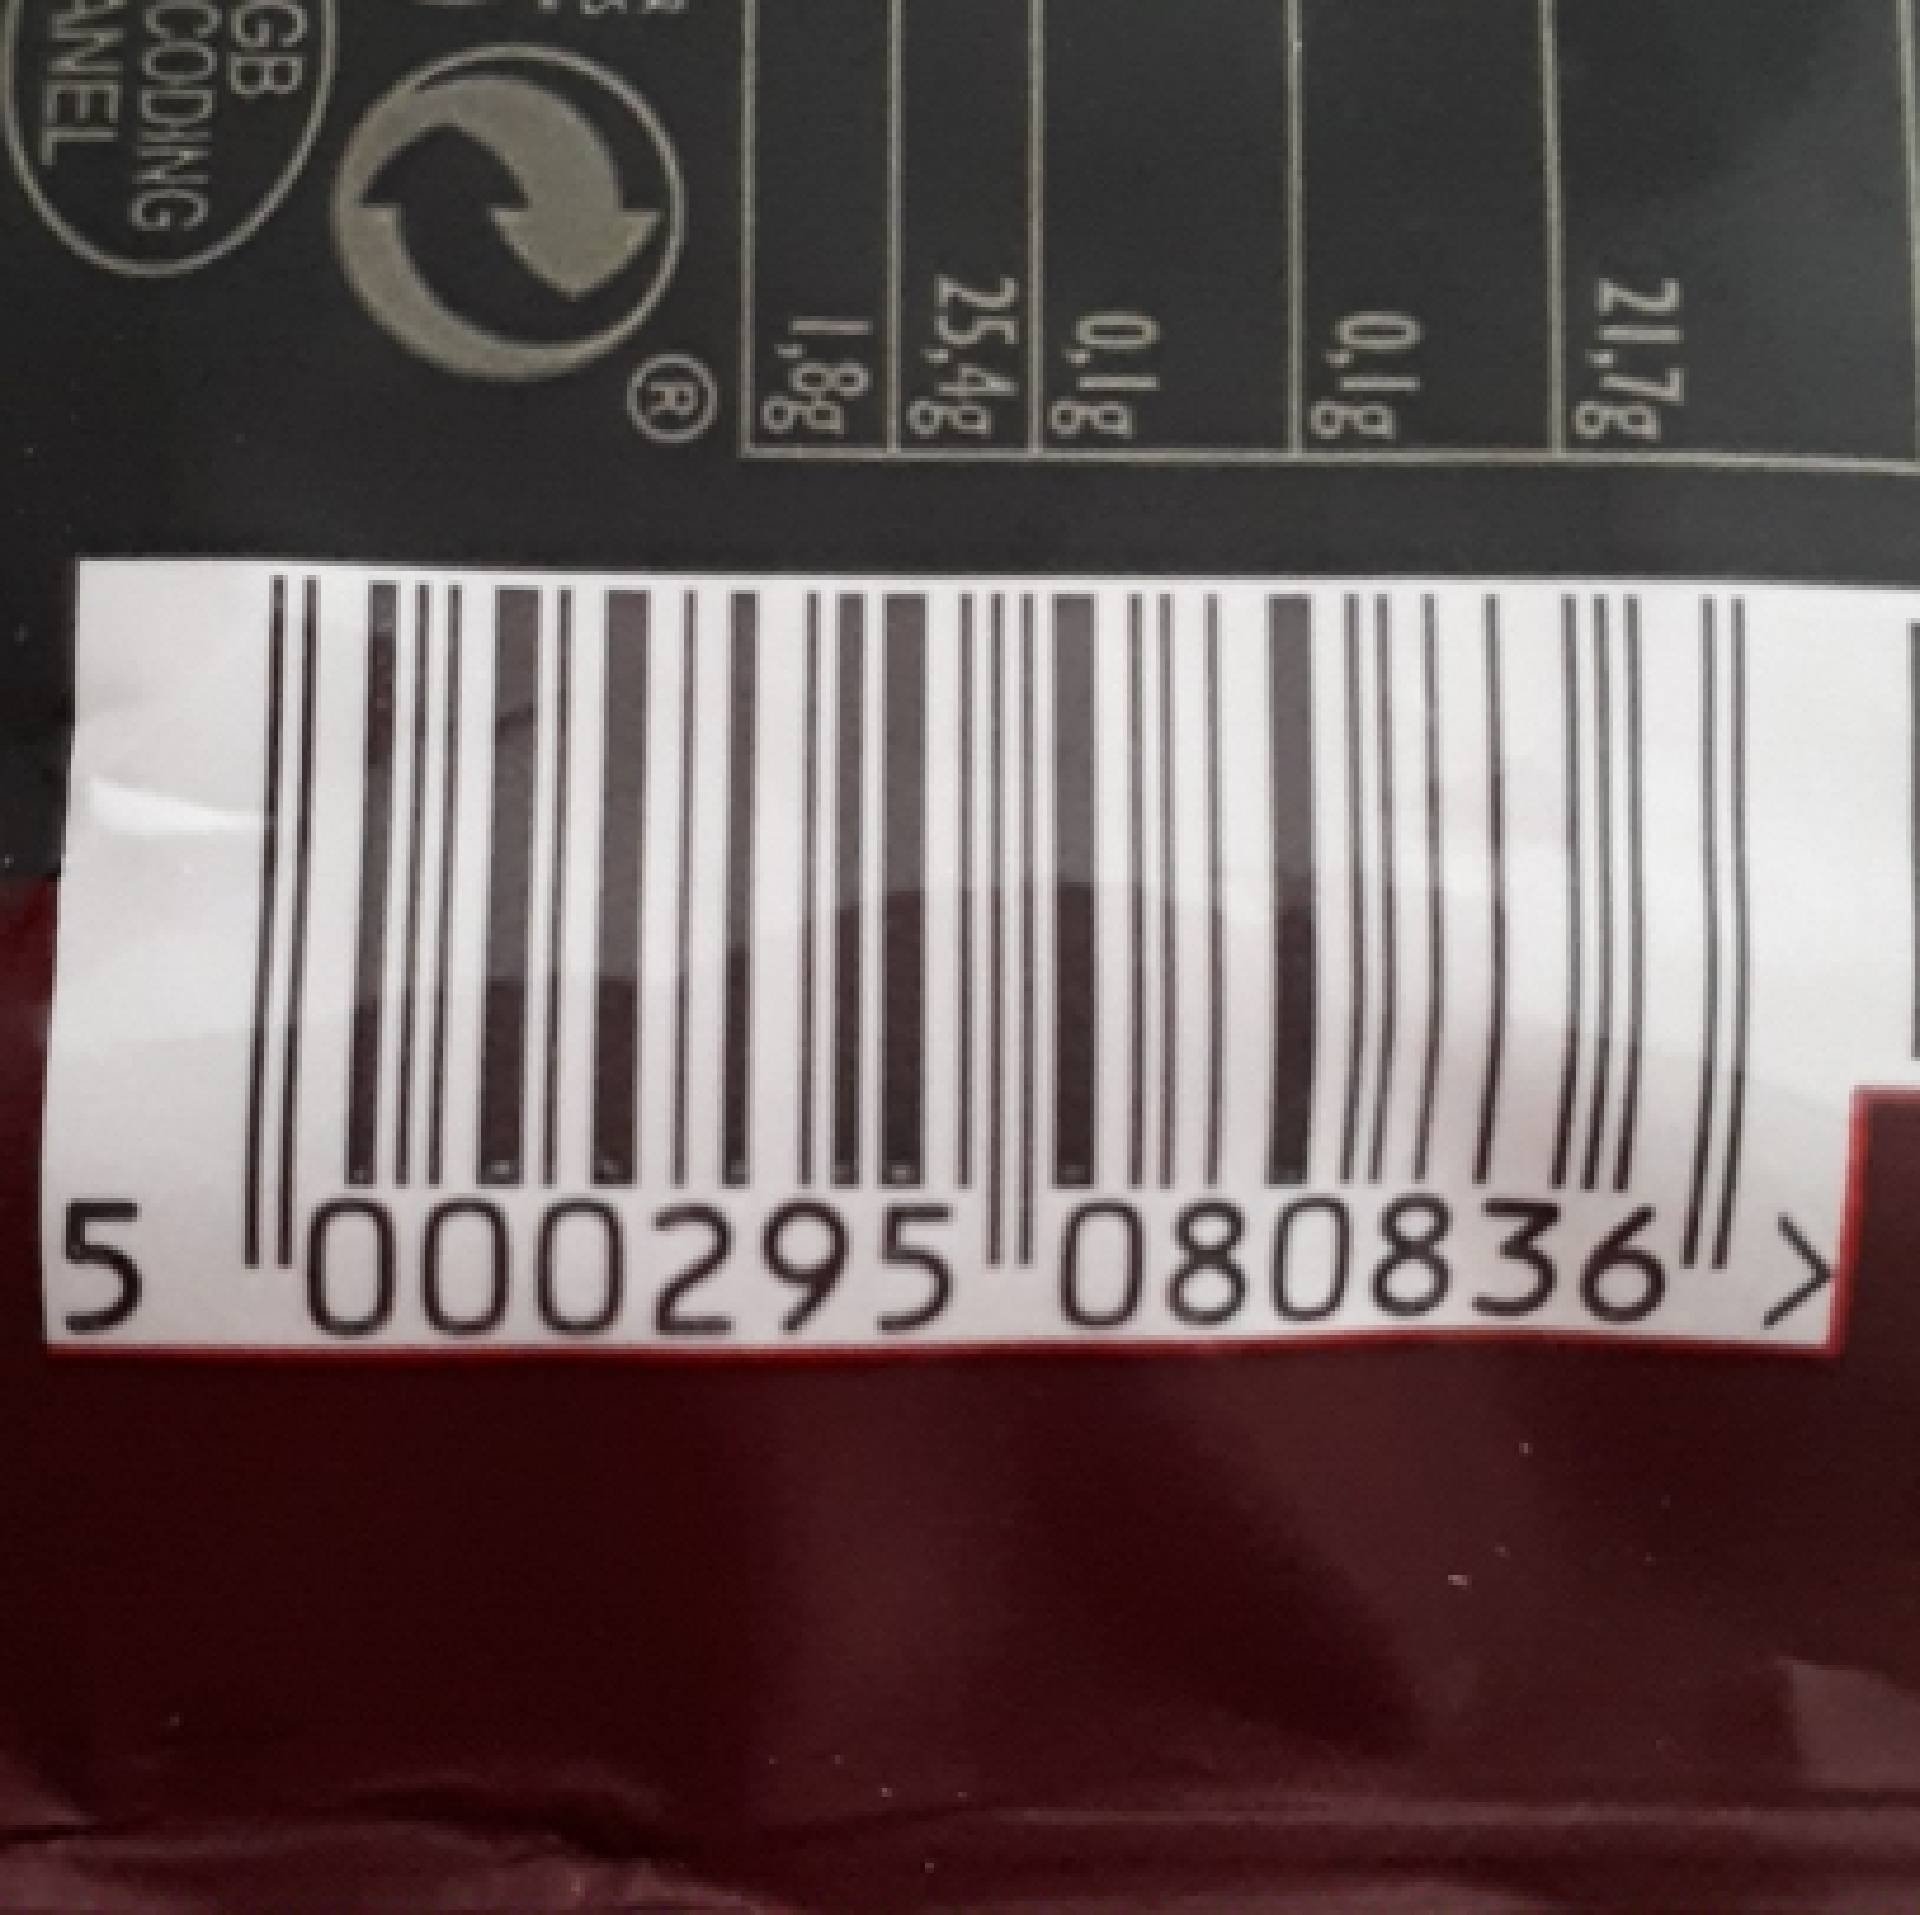 GB
CODING
ANEL
®
1,8g
25,4g
0,1g
0,1g
21,7g
5 000295 080836 >